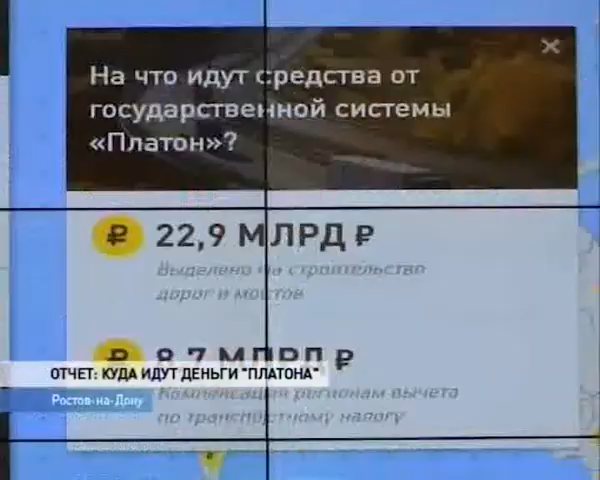 На что идут средства от
государственной системы
«Платон»?
₽ 22,9 МЛРД ₽
Выделено на строительство
дорог и мостов
₽ 8,7 МЛРД ₽
ОТЧЕТ: КУДА ИДУТ ДЕНЬГИ "ПЛАТОНА"
Ростов-на-Дону
Компенсация регионам вычета
по транспортному налогу